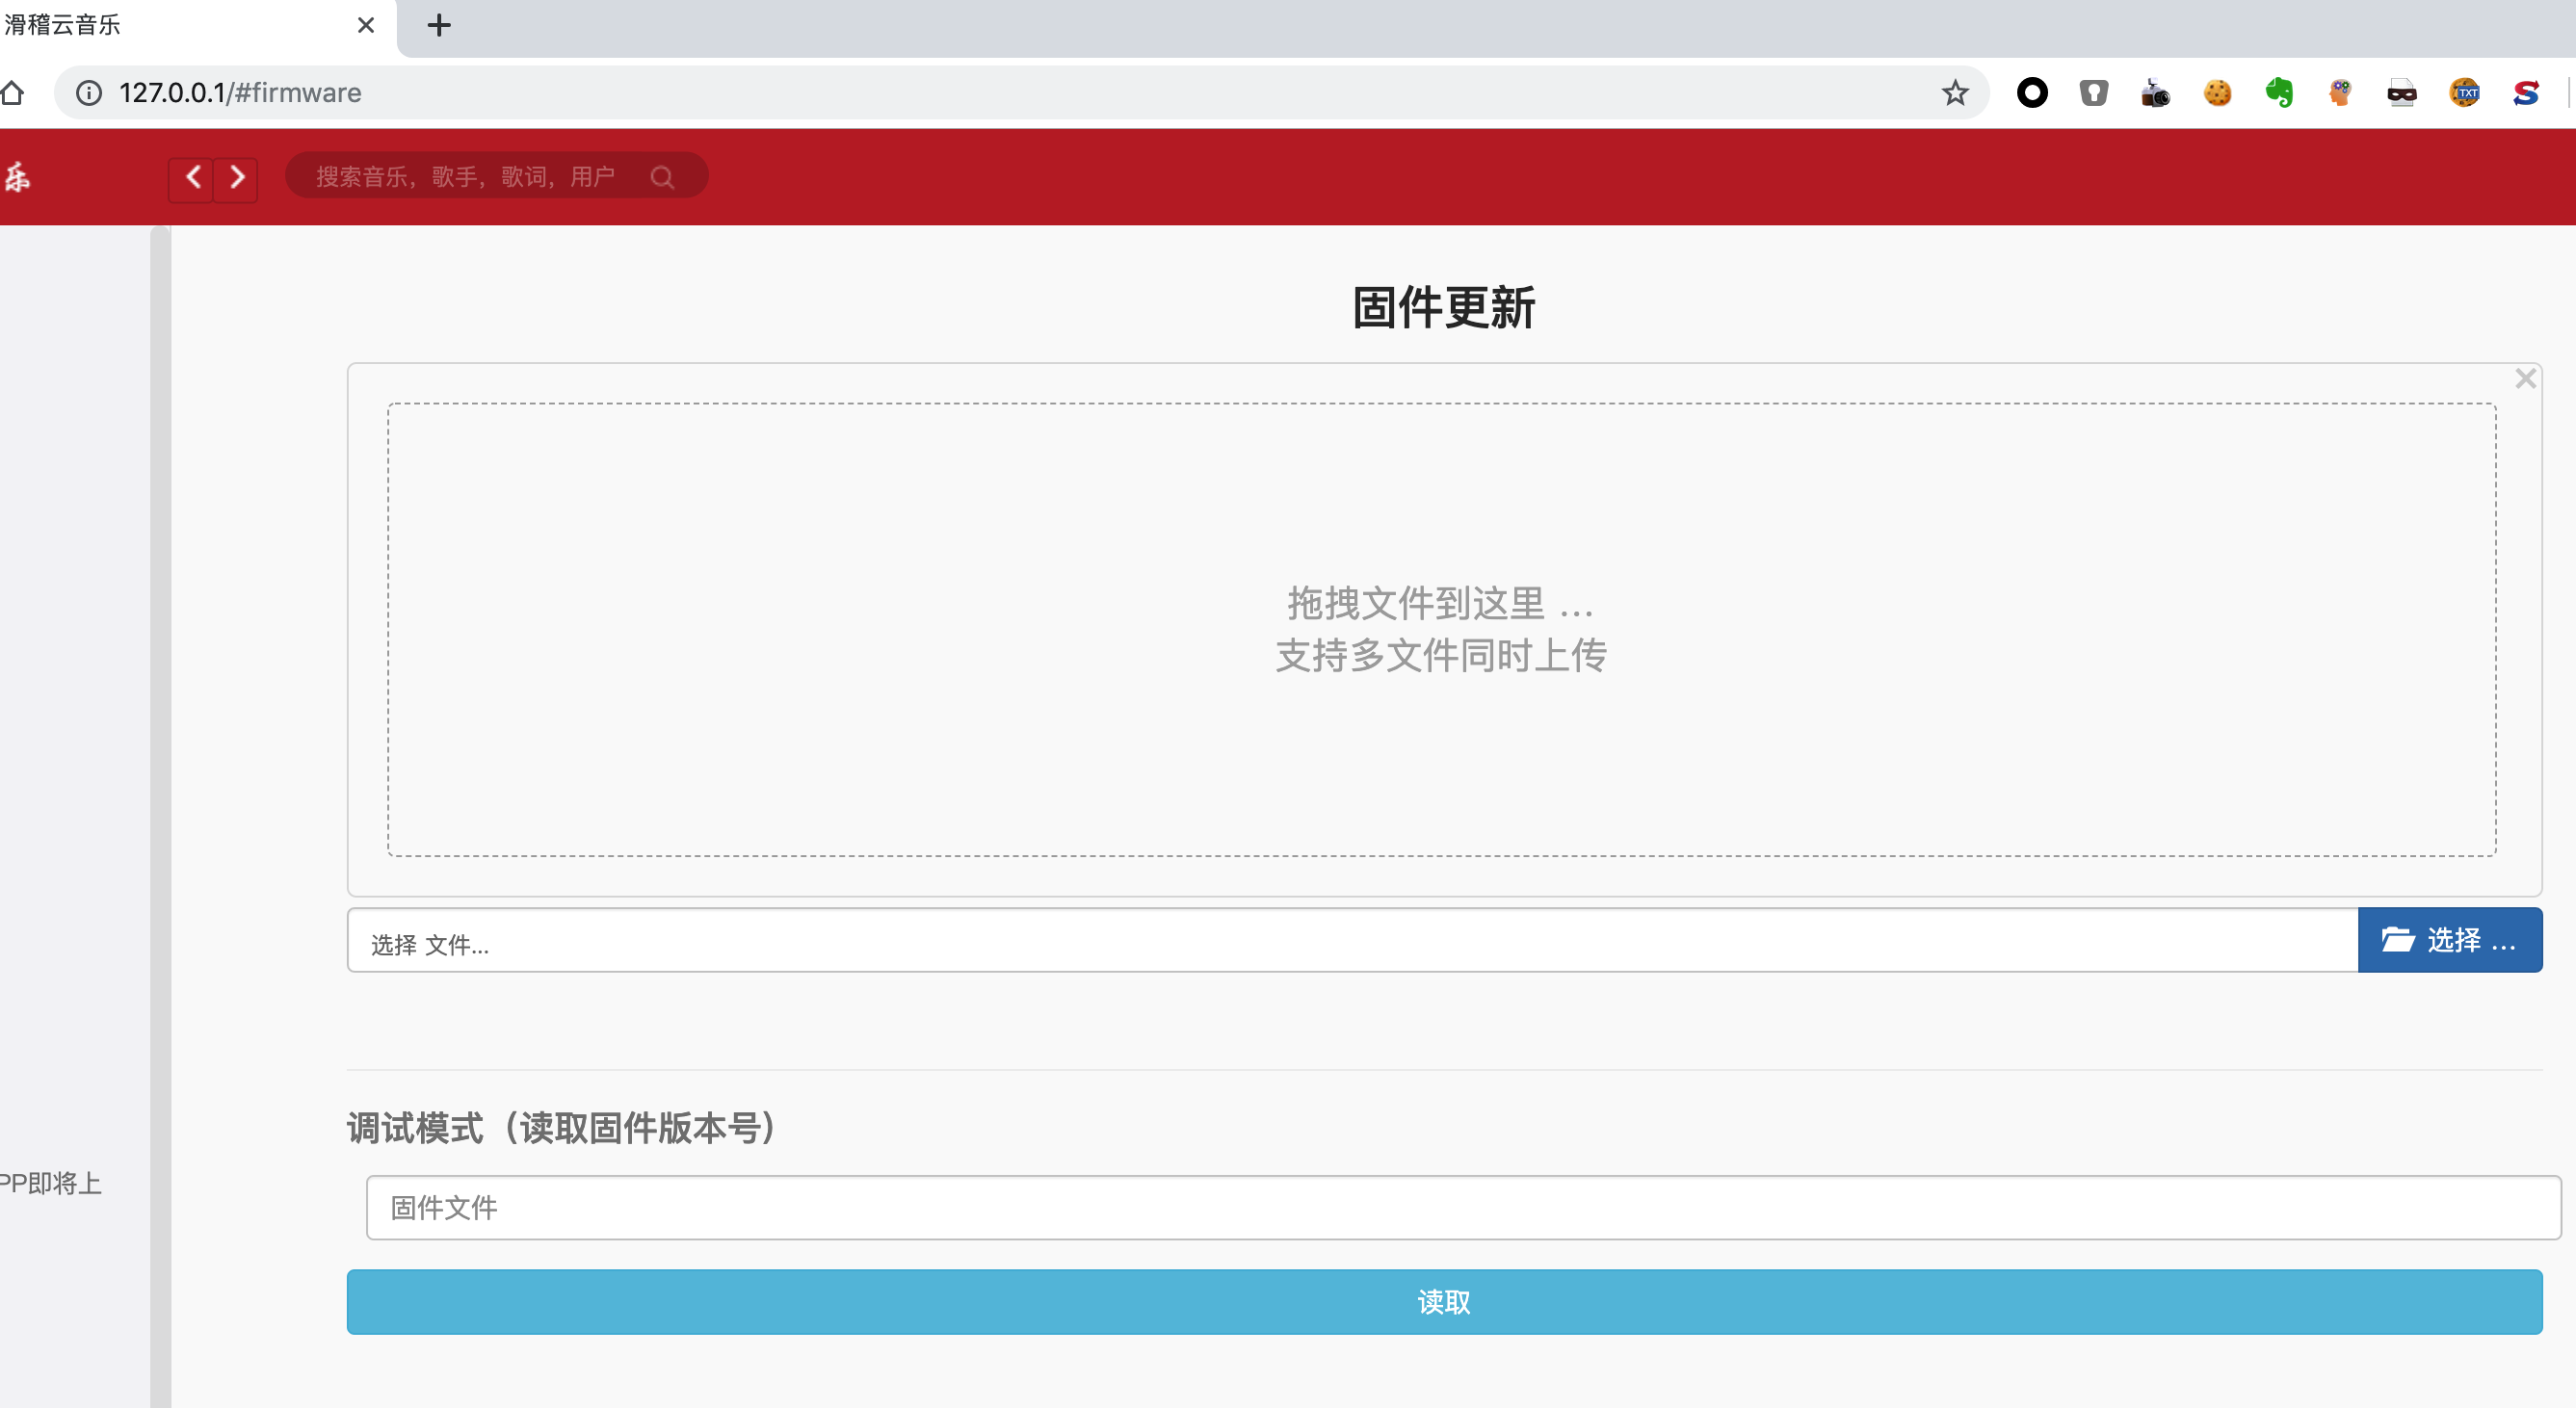 滑稽云音乐
127.0.0.1/#firmware
TXT
乐
搜索音乐，歌手，歌词，用户
固件更新
拖拽文件到这里 …
支持多文件同时上传
选择 文件...
选择 …
调试模式（读取固件版本号）
PP即将上
固件文件
读取